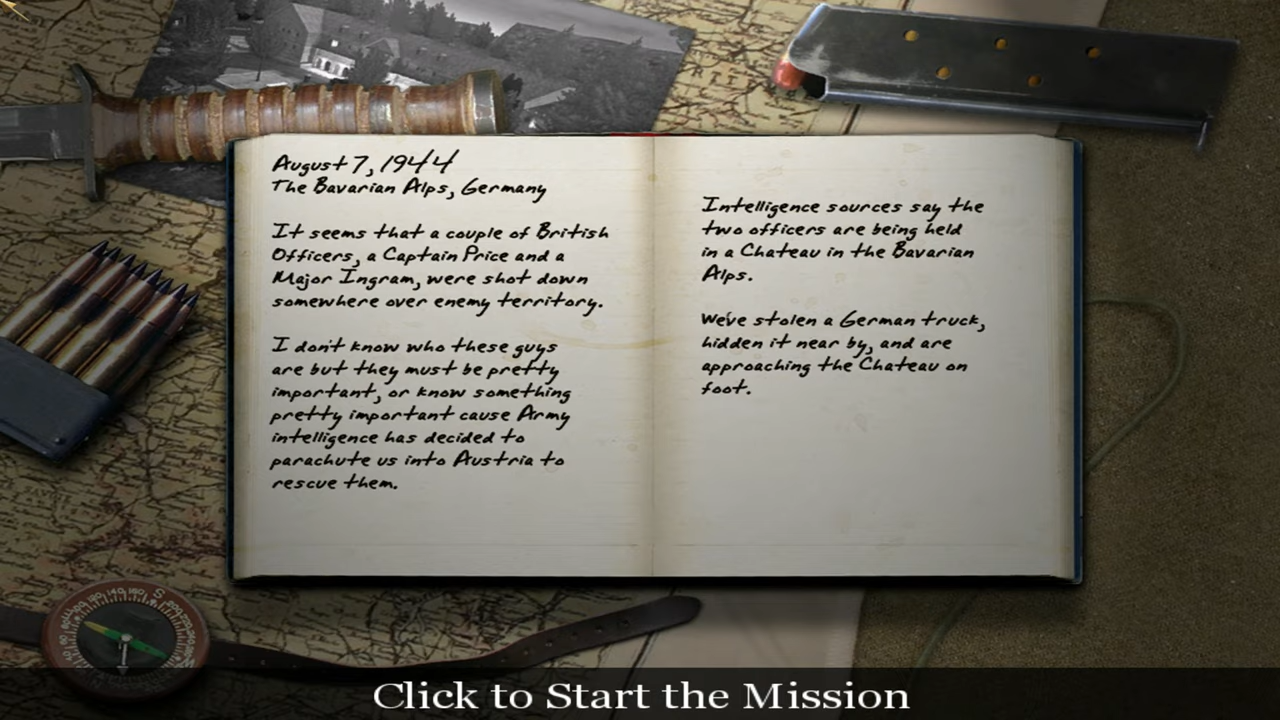 August 7, 1944
The Bavarian Alps, Germany
It seems that a couple of British
Officers, a Captain Price and a
Major Ingram, were shot down
somewhere over enemy territory.
I don't know who these guys
are but they must be pretty
important, or know something
pretty important cause Army
intelligence has decided to
parachute us into Austria to
rescue them.
Intelligence sources say the
two officers are being held
in a Chateau in the Bavarian
Alps.
We've stolen a German truck,
hidden it near by, and are
approaching the Chateau on
foot.
Click to Start the Mission